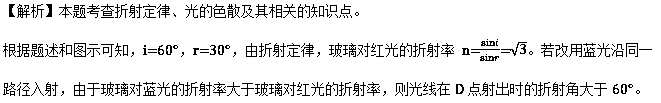 【解析】本题考查折射定律、光的色散及其相关的知识点。
根据题述和图示可知，i=60°，r=30°，由折射定律，玻璃对红光的折射率 n=sini/sinr=√3。若改用蓝光沿同一
路径入射，由于玻璃对蓝光的折射率大于玻璃对红光的折射率，则光线在 D 点射出时的折射角大于 60°。